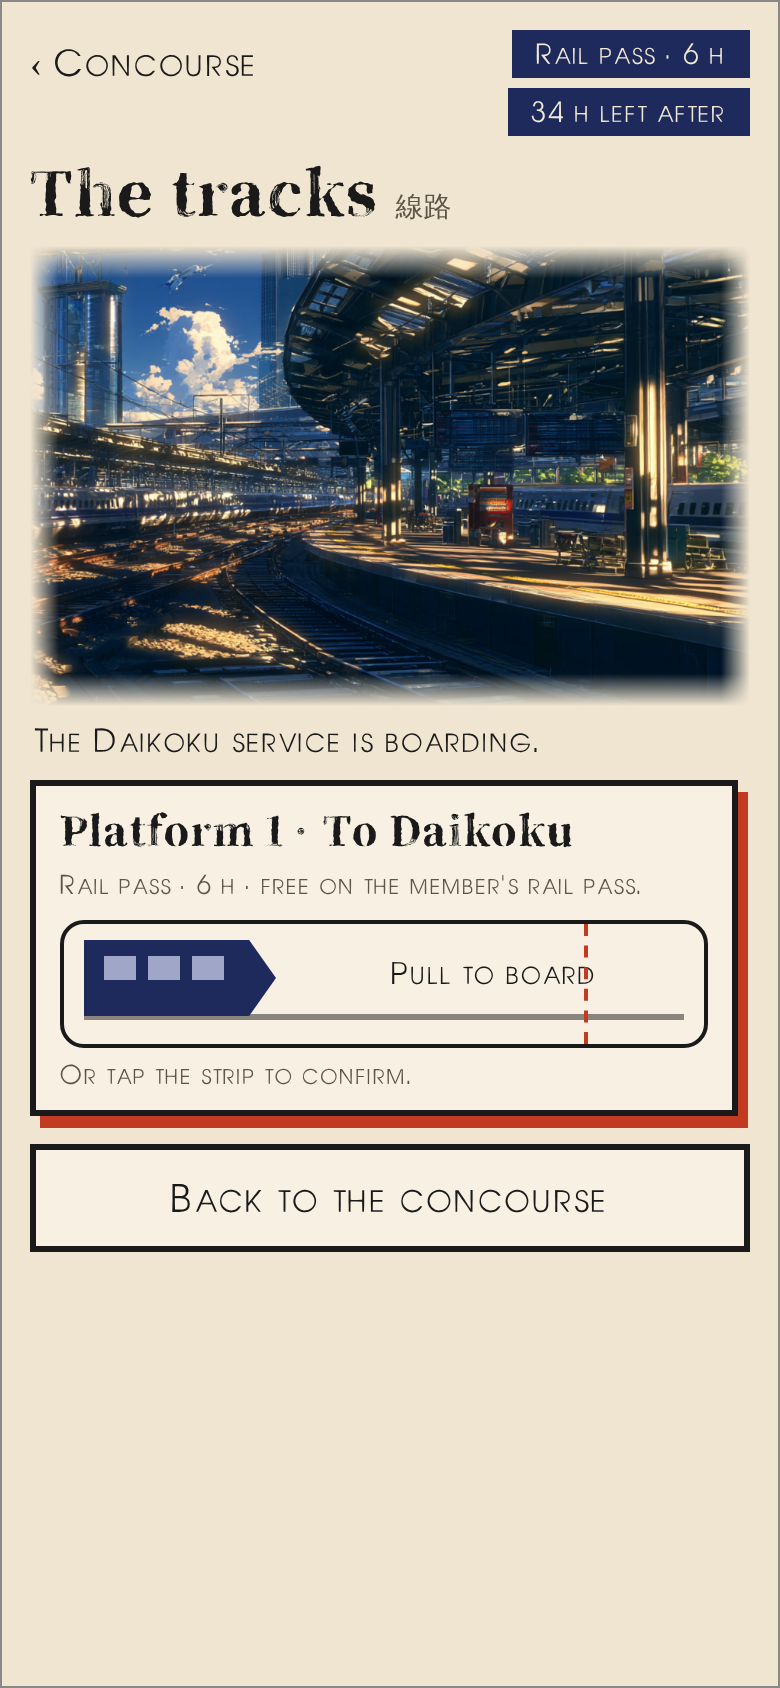 ‹ Concourse
Rail pass · 6 h
34 h left after
The tracks 線路
The Daikoku service is boarding.
Platform 1 · To Daikoku
Rail pass · 6 h · free on the member's rail pass.
Pull to board
Or tap the strip to confirm.
Back to the concourse